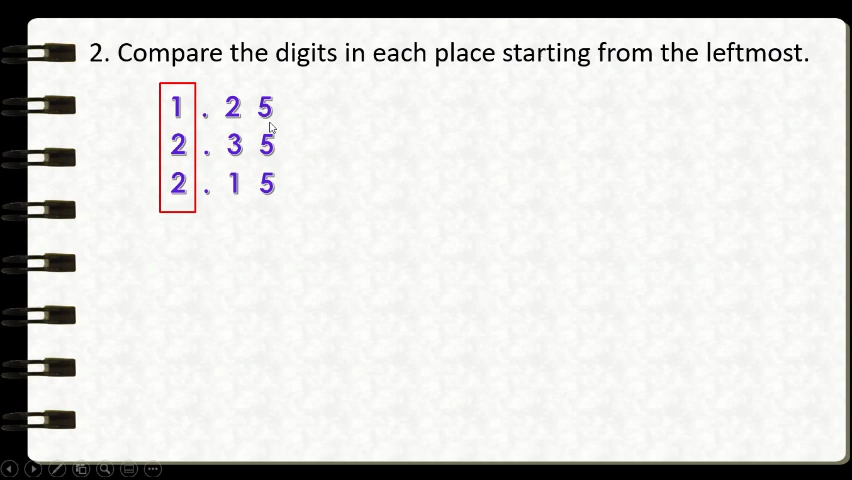 2. Compare the digits in each place starting from the leftmost.
1 . 2 5
2 . 3 5
2 . 1 5